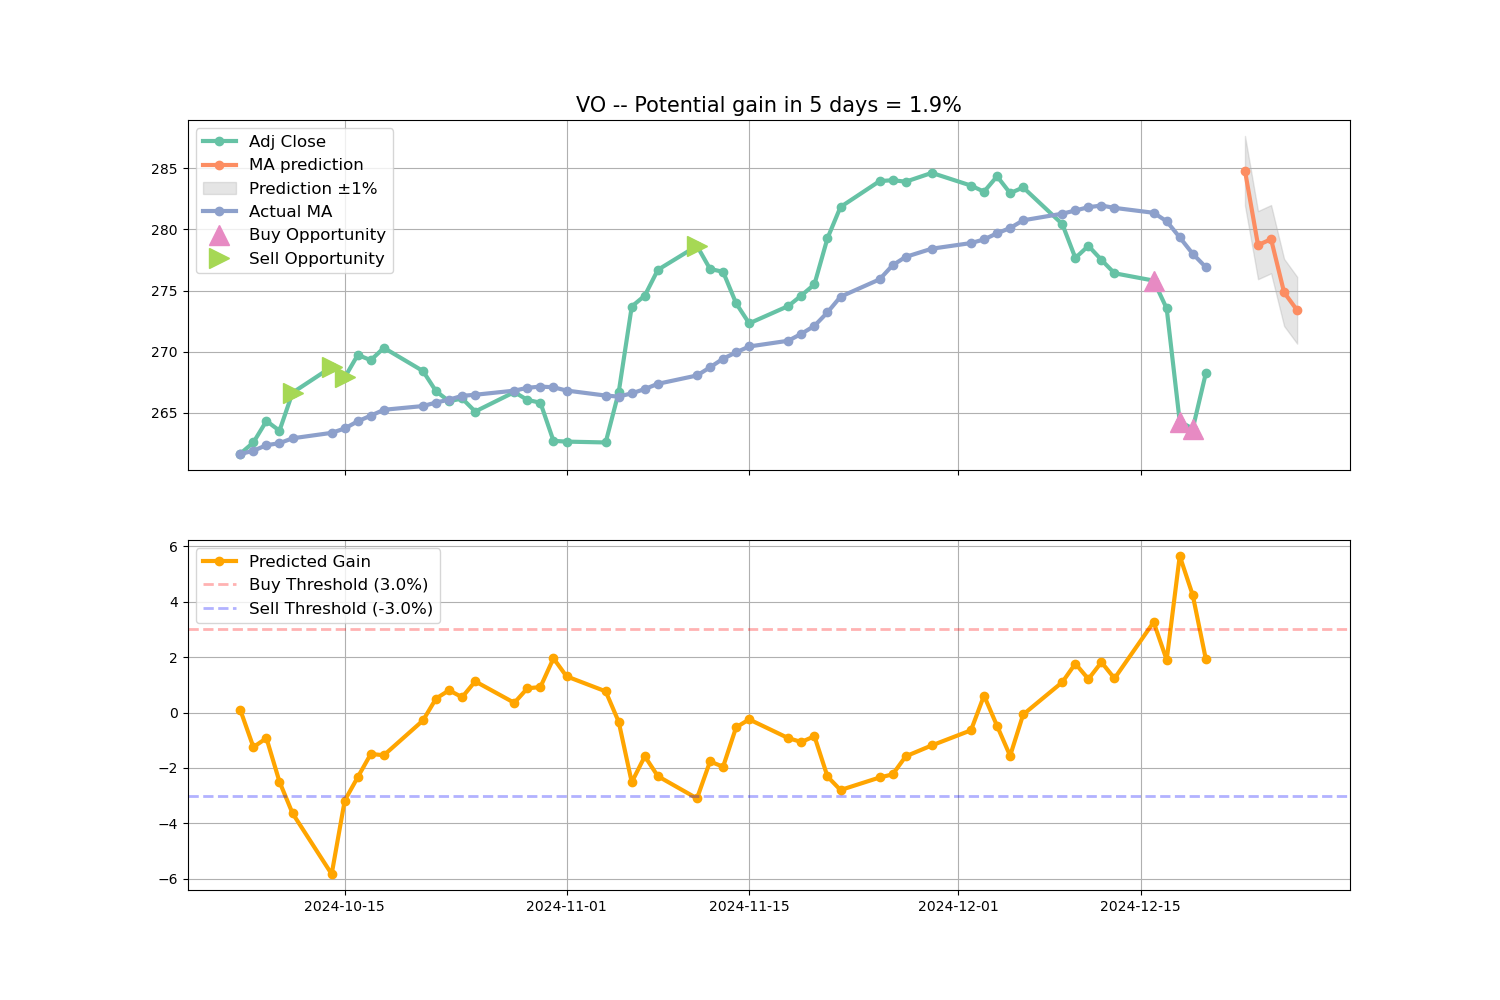 VO -- Potential gain in 5 days = 1.9%
Adj Close
MA prediction
Prediction ±1%
Actual MA
Buy Opportunity
Sell Opportunity
285
280
275
270
265
Predicted Gain
Buy Threshold (3.0%)
Sell Threshold (-3.0%)
6
4
2
0
−2
−4
−6
2024-10-15
2024-11-01
2024-11-15
2024-12-01
2024-12-15